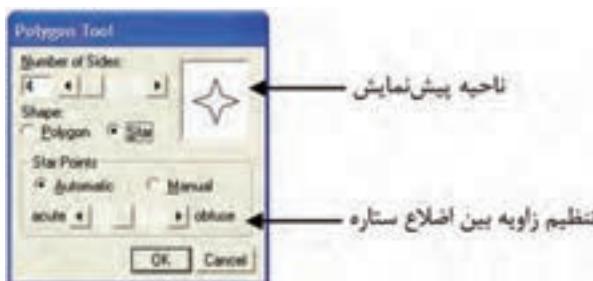 Polygon Tool
Number of Sides:
4
ناحیه پیش‌نمایش
Shape:
Polygon Star
Star Points
Automatic Manual
acute obtuse
تنظیم زاویه بین اضلاع ستاره
OK Cancel